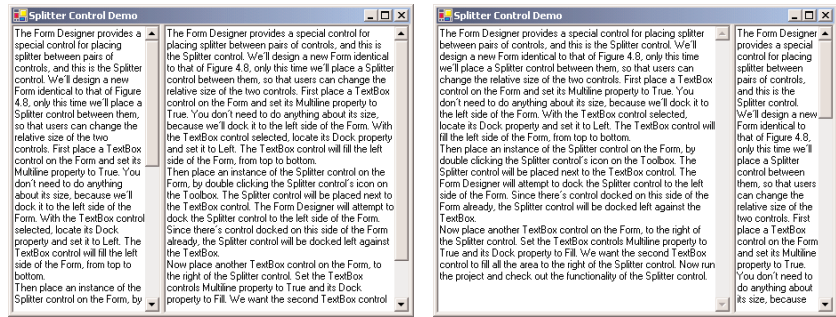 Splitter Control Demo
The Form Designer provides a
special control for placing
splitter between pairs of
controls, and this is the Splitter
control. We'll design a new
Form identical to that of Figure
4.8, only this time we'll place a
Splitter control between them,
so that users can change the
relative size of the two
controls. First place a TextBox
control on the Form and set its
Multiline property to True. You
don't need to do anything
about its size, because we'll
dock it to the left side of the
Form. With the TextBox control
selected, locate its Dock
property and set it to Left. The
TextBox control will fill the left
side of the Form, from top to
bottom.
Then place an instance of the
Splitter control on the Form, by
The Form Designer provides a special control for
placing splitter between pairs of controls, and this is
the Splitter control. We'll design a new Form identical
to that of Figure 4.8, only this time we'll place a Splitter
control between them, so that users can change the
relative size of the two controls. First place a TextBox
control on the Form and set its Multiline property to
True. You don't need to do anything about its size,
because we'll dock it to the left side of the Form. With
the TextBox control selected, locate its Dock property
and set it to Left. The TextBox control will fill the left
side of the Form, from top to bottom.
Then place an instance of the Splitter control on the
Form, by double clicking the Splitter control's icon on
the Toolbox. The Splitter will be placed next to
the TextBox control. The Form Designer will attempt to
dock the Splitter control to the left side of the Form.
Since there's control docked on this side of the Form
already, the Splitter control will be docked left against
the TextBox.
Now place another TextBox control on the Form, to
the right of the Splitter control. Set the TextBox
controls Multiline property to True and its Dock
property to Fill. We want the second TextBox control
Splitter Control Demo
The Form Designer provides a special control for placing splitter
between pairs of controls, and this is the Splitter control. We'll
design a new Form identical to that of Figure 4.8, only this time
we'll place a Splitter control between them, so that users can
change the relative size of the two controls. First place a TextBox
control on the Form and set its Multiline property to True. You
don't need to do anything about its size, because we'll dock it to
the left side of the Form. With the TextBox control selected,
locate its Dock property and set it to Left. The TextBox control will
fill the left side of the Form, from top to bottom.
Then place an instance of the Splitter control on the Form, by
double clicking the Splitter control's icon on the Toolbox. The
Splitter control will be placed next to the TextBox control. The
Form Designer will attempt to dock the Splitter control to the left
side of the Form. Since there's control docked on this side of the
Form already, the Splitter control will be docked left against the
TextBox.
Now place another TextBox control on the Form, to the right of
the Splitter control. Set the TextBox controls Multiline property to
True and its Dock property to Fill. We want the second TextBox
control to fill all the area to the right of the Splitter control. Now run
the project and check out the functionality of the Splitter control.
The Form Designer
provides a special
control for placing
splitter between
pairs of controls,
and this is the
Splitter control.
We'll design a new
Form identical to
that of Figure 4.8,
only this time we'll
place a Splitter
control between
them, so that users
can change the
relative size of the
two controls. First
place a TextBox
control on the Form
and set its Multiline
property to True.
You don't need to
do anything about
its size, because